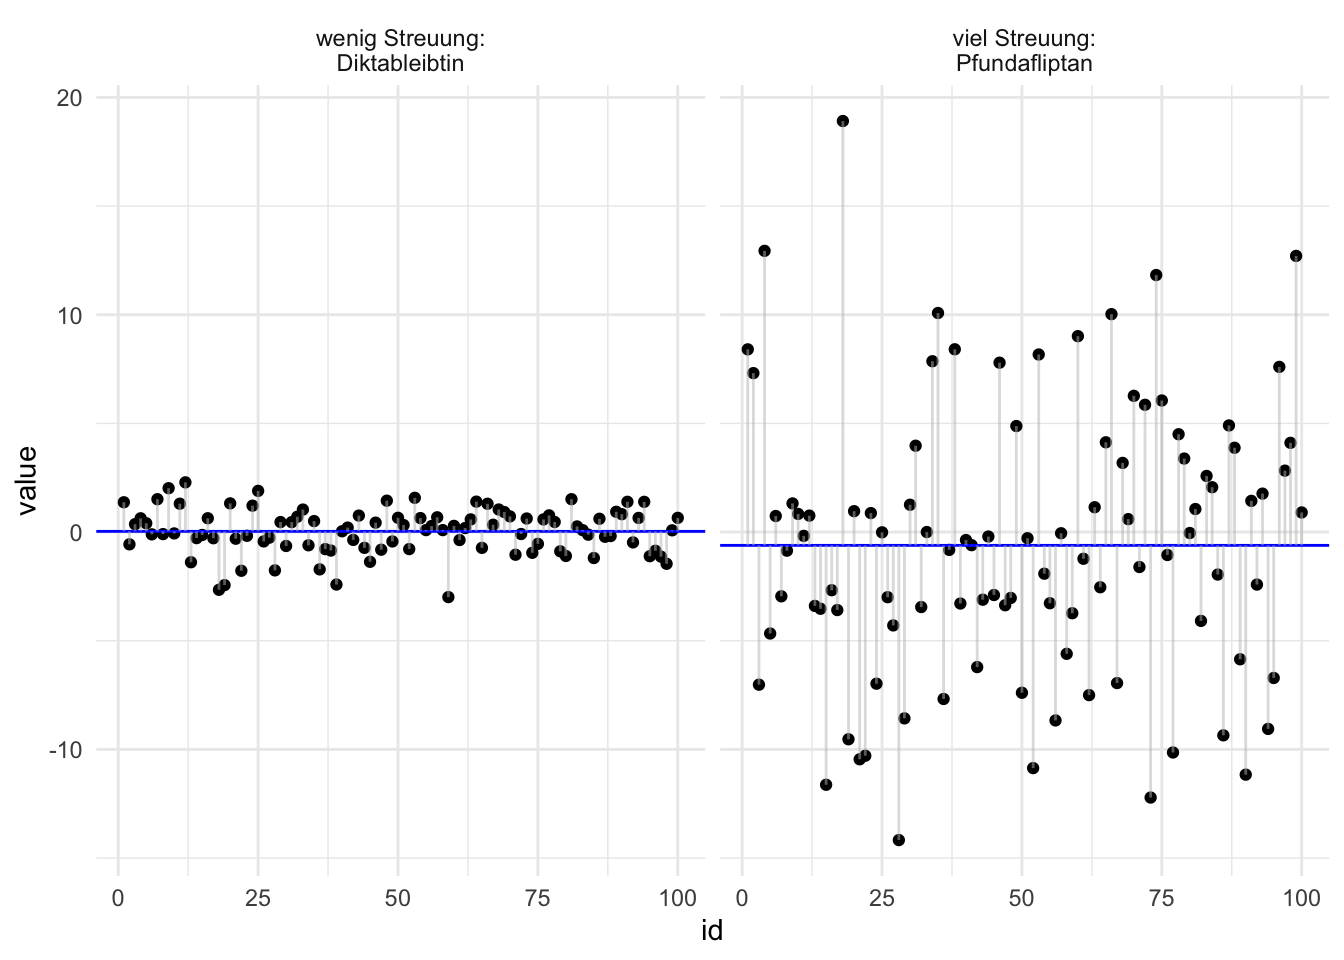 wenig Streuung:
Diktableibtin
viel Streuung:
Pfundafliptan
20
10
0
-10
value
0 25 50 75 100
0 25 50 75 100
id